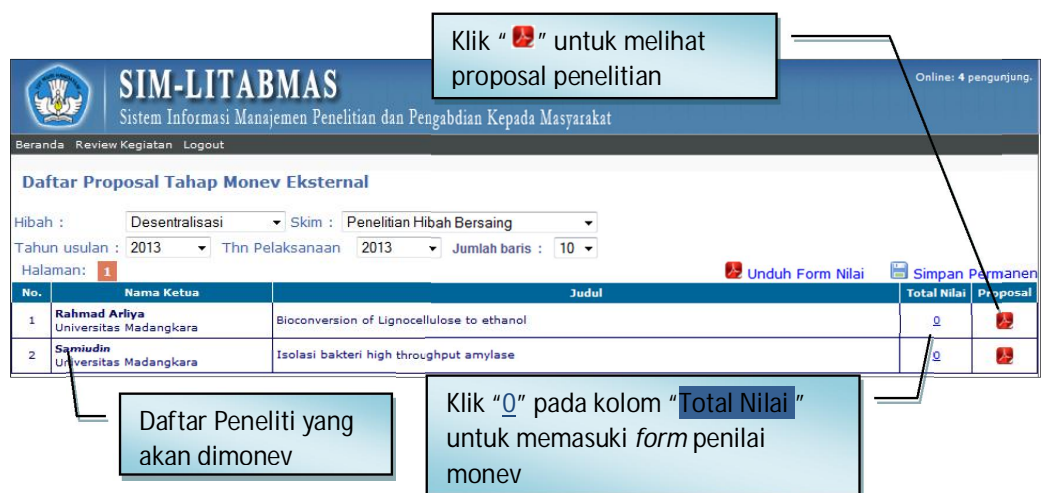 Klik “ ” untuk melihat
proposal penelitian
SIM-LITABMAS
Online: 4 pengunjung.
Sistem Informasi Manajemen Penelitian dan Pengabdian Kepada Masyarakat
Beranda Review Kegiatan Logout
Daftar Proposal Tahap Monev Eksternal
Hibah : Desentralisasi Skim : Penelitian Hibah Bersaing
Tahun usulan : 2013 Thn Pelaksanaan 2013 Jumlah baris : 10
Halaman: 1 Unduh Form Nilai Simpan Permanen
No. Nama Ketua Judul Total Nilai Proposal
1 Rahmad Arliya Bioconversion of Lignocellulose to ethanol 0
Universitas Madangkara
2 Samiudin Isolasi bakteri high throughput amylase 0
Universitas Madangkara
Daftar Peneliti yang
akan dimonev
Klik “0” pada kolom “Total Nilai ”
untuk memasuki form penilai
monev